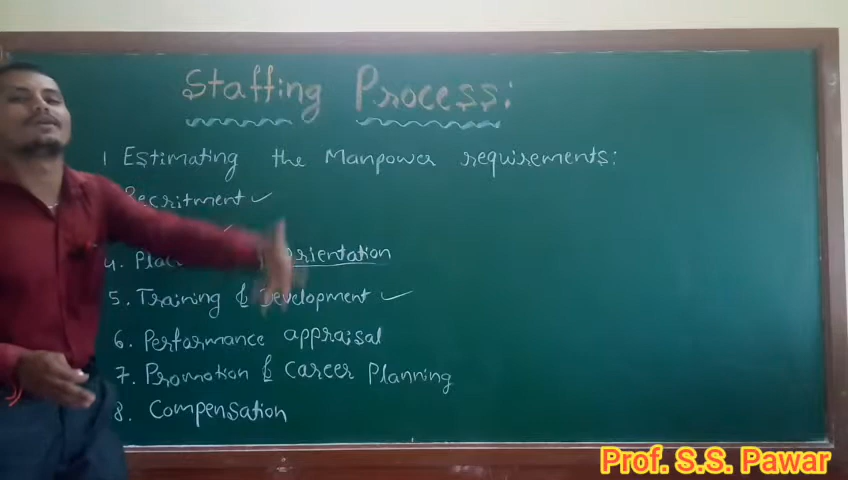 Staffing Process:
1 Estimating the Manpower requirements:
Recritment ✓
4. Orientation
5. Training & Development ✓
6. Performance appraisal
7. Promotion & Career Planning
8. Compensation
Prof. S.S. Pawar